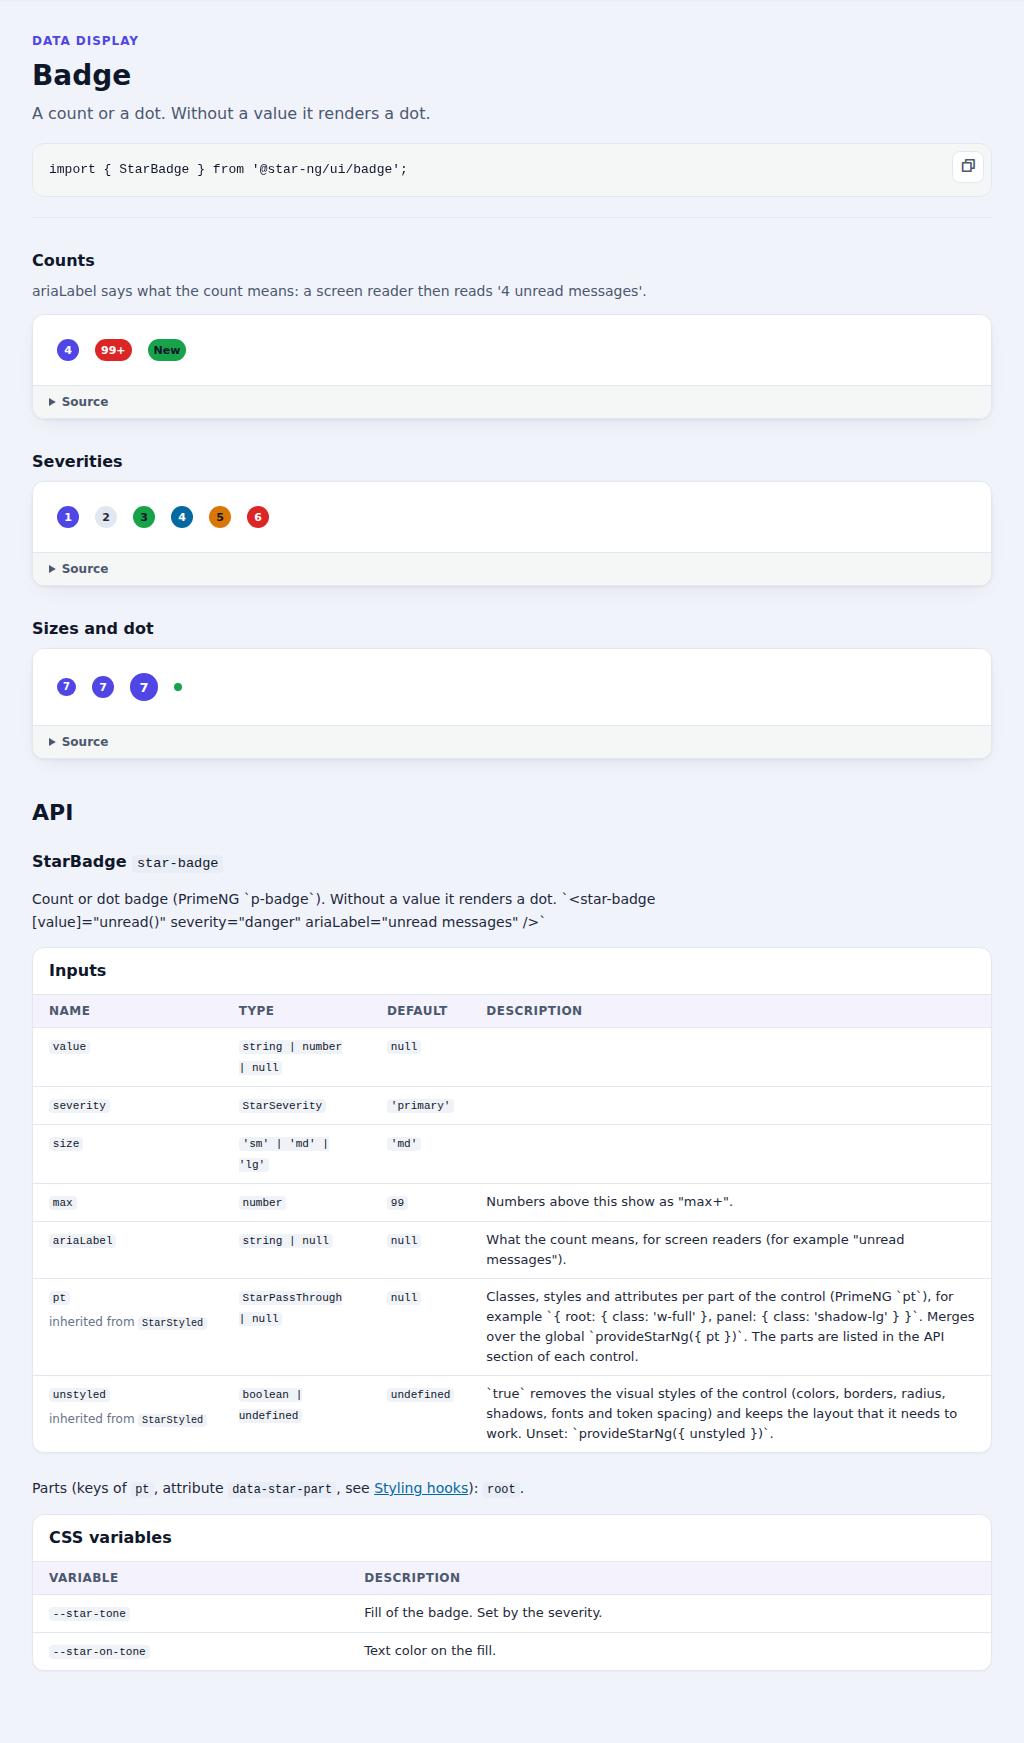 DATA DISPLAY
Badge
A count or a dot. Without a value it renders a dot.
import { StarBadge } from '@star-ng/ui/badge';
Counts
ariaLabel says what the count means: a screen reader then reads '4 unread messages'.
4 99+ New
Source
Severities
1 2 3 4 5 6
Source
Sizes and dot
7 7 7
Source
API
StarBadge star-badge
Count or dot badge (PrimeNG `p-badge`). Without a value it renders a dot. `<star-badge
[value]="unread()" severity="danger" ariaLabel="unread messages" />`
Inputs
NAME TYPE DEFAULT DESCRIPTION
value string | number null
| null
severity StarSeverity 'primary'
size 'sm' | 'md' | 'md'
'lg'
max number 99 Numbers above this show as "max+".
ariaLabel string | null null What the count means, for screen readers (for example "unread
messages").
pt StarPassThrough null Classes, styles and attributes per part of the control (PrimeNG `pt`), for
inherited from StarStyled | null example `{ root: { class: 'w-full' }, panel: { class: 'shadow-lg' } }`. Merges
over the global `provideStarNg({ pt })`. The parts are listed in the API
section of each control.
unstyled boolean | undefined `true` removes the visual styles of the control (colors, borders, radius,
inherited from StarStyled undefined shadows, fonts and token spacing) and keeps the layout that it needs to
work. Unset: `provideStarNg({ unstyled })`.
Parts (keys of pt, attribute data-star-part, see Styling hooks): root.
CSS variables
VARIABLE DESCRIPTION
--star-tone Fill of the badge. Set by the severity.
--star-on-tone Text color on the fill.